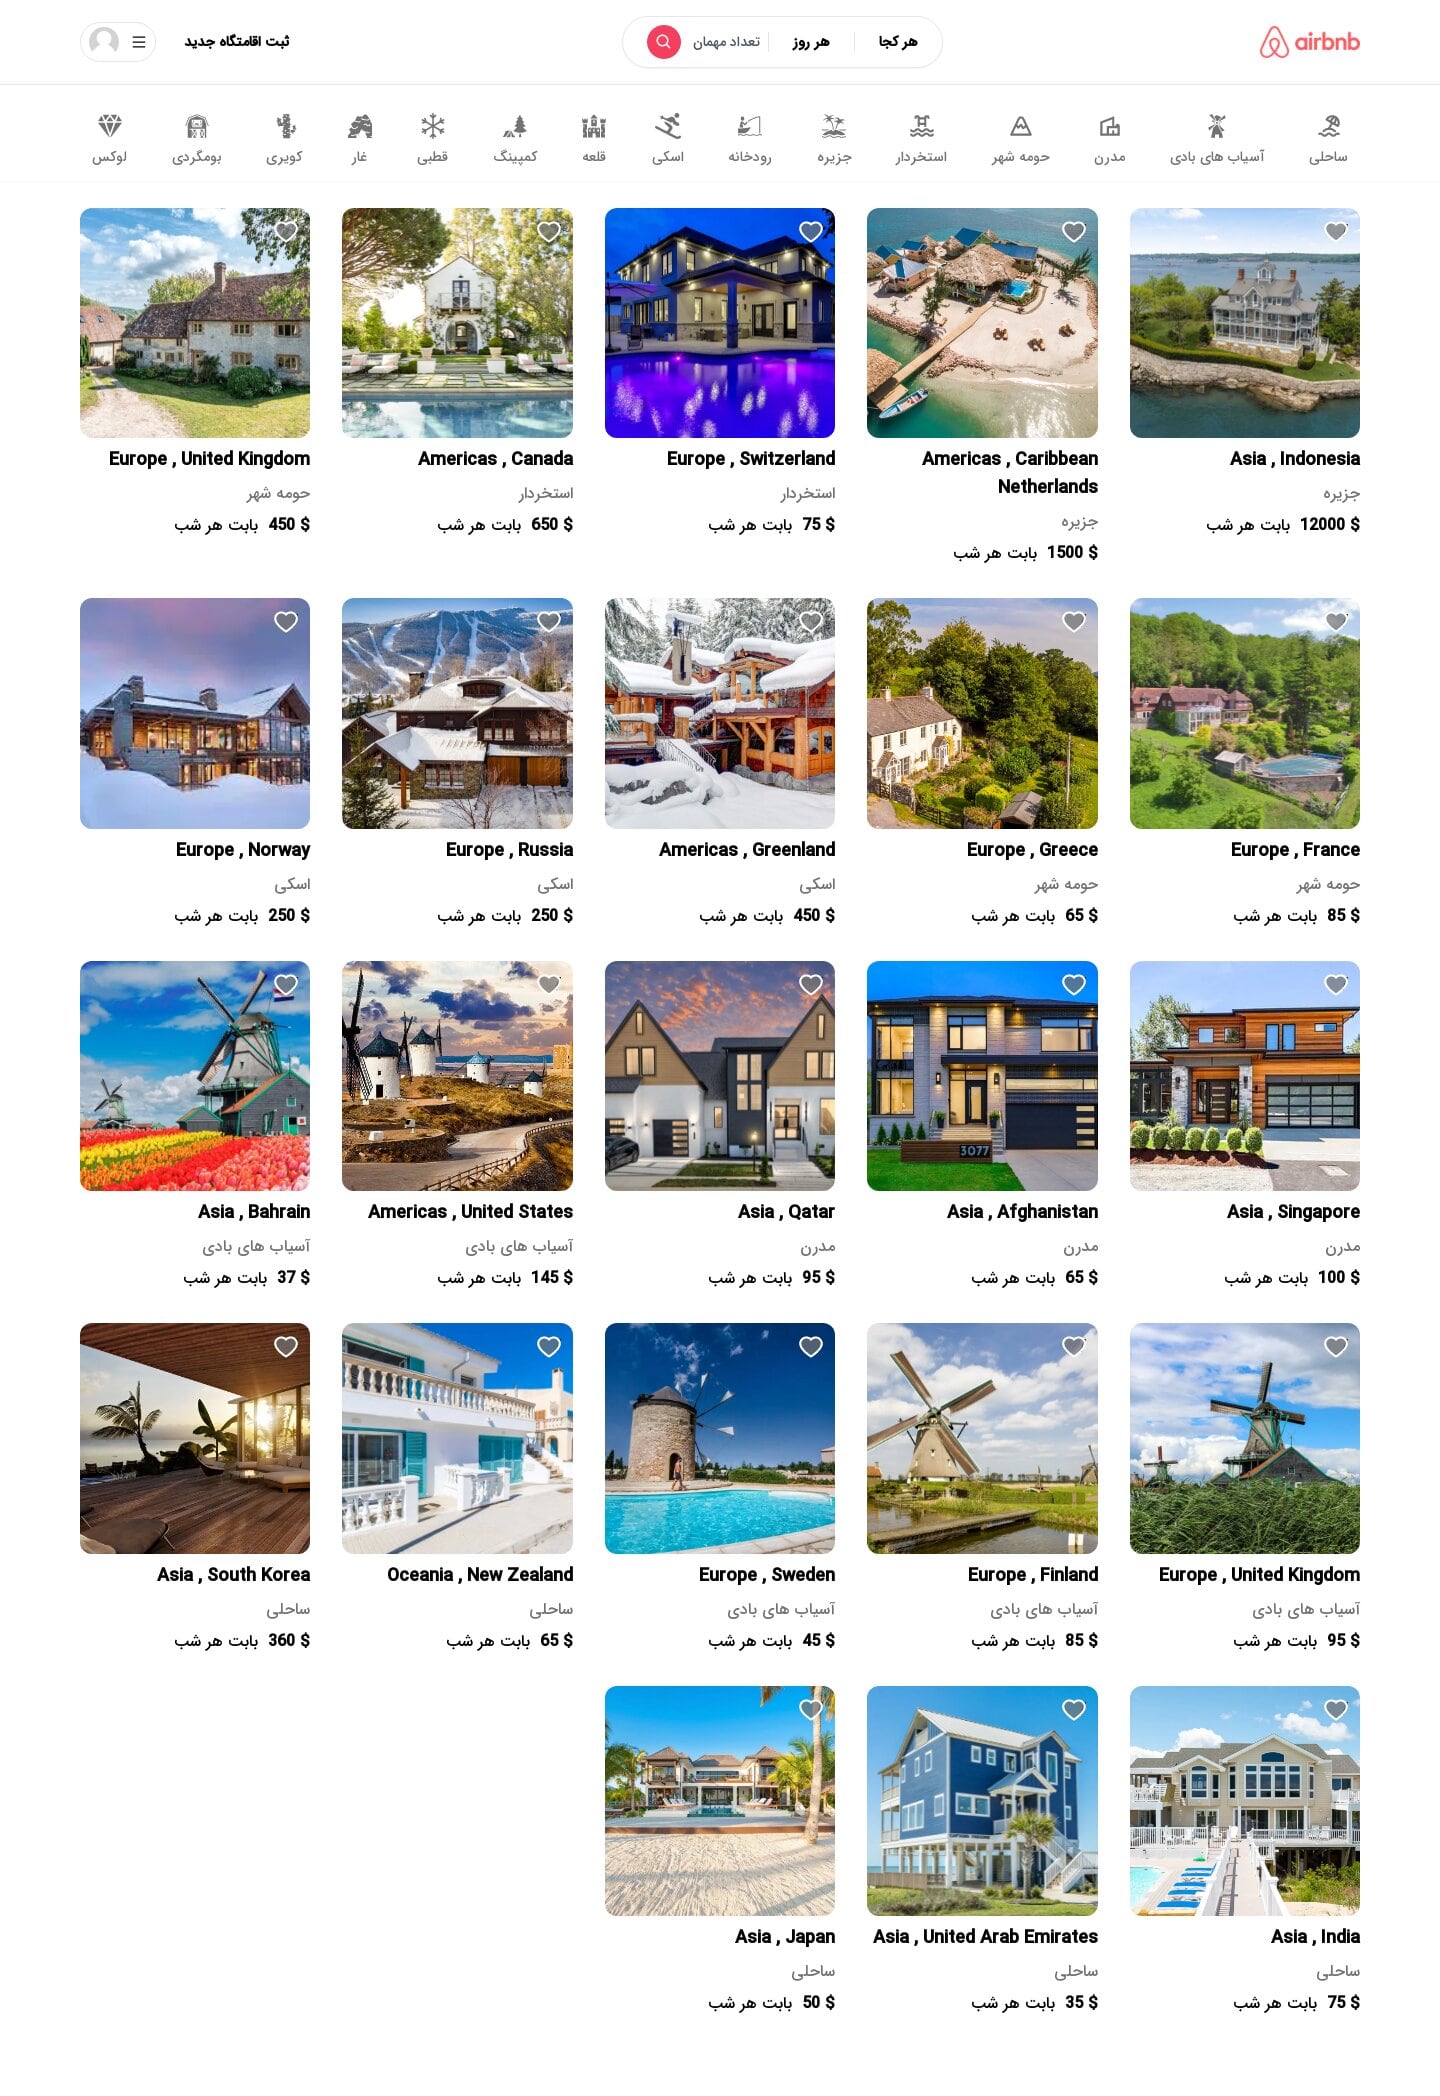 airbnb
هر کجا
هر روز
تعداد مهمان
ثبت اقامتگاه جدید
ساحلی
آسیاب های بادی
مدرن
حومه شهر
استخردار
جزیره
رودخانه
اسکی
قلعه
کمپینگ
قطبی
غار
کویری
بومگردی
لوکس
Asia , Indonesia
جزیره
$ 12000 بابت هر شب
Americas , Caribbean
Netherlands
جزیره
$ 1500 بابت هر شب
Europe , Switzerland
استخردار
$ 75 بابت هر شب
Americas , Canada
استخردار
$ 650 بابت هر شب
Europe , United Kingdom
حومه شهر
$ 450 بابت هر شب
Europe , France
حومه شهر
$ 85 بابت هر شب
Europe , Greece
حومه شهر
$ 65 بابت هر شب
Americas , Greenland
اسکی
$ 450 بابت هر شب
Europe , Russia
اسکی
$ 250 بابت هر شب
Europe , Norway
اسکی
$ 250 بابت هر شب
Asia , Singapore
مدرن
$ 100 بابت هر شب
3077
Asia , Afghanistan
مدرن
$ 65 بابت هر شب
Asia , Qatar
مدرن
$ 95 بابت هر شب
Americas , United States
آسیاب های بادی
$ 145 بابت هر شب
Asia , Bahrain
آسیاب های بادی
$ 37 بابت هر شب
Europe , United Kingdom
آسیاب های بادی
$ 95 بابت هر شب
Europe , Finland
آسیاب های بادی
$ 85 بابت هر شب
Europe , Sweden
آسیاب های بادی
$ 45 بابت هر شب
Oceania , New Zealand
ساحلی
$ 65 بابت هر شب
Asia , South Korea
ساحلی
$ 360 بابت هر شب
Asia , India
ساحلی
$ 75 بابت هر شب
Asia , United Arab Emirates
ساحلی
$ 35 بابت هر شب
Asia , Japan
ساحلی
$ 50 بابت هر شب